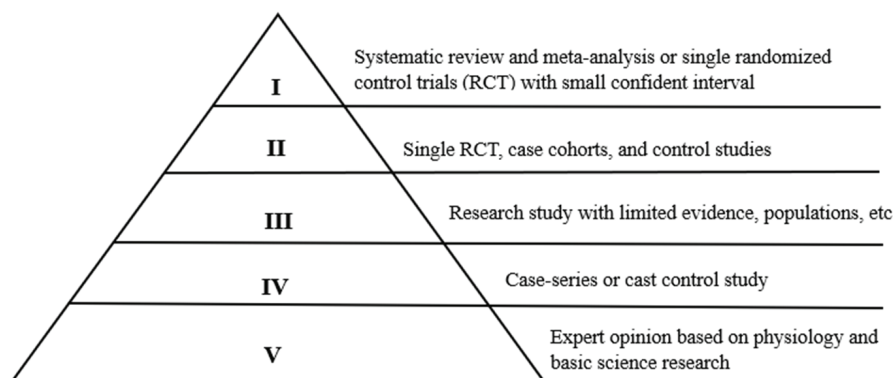 Systematic review and meta-analysis or single randomized
control trials (RCT) with small confident interval
I
II
Single RCT, case cohorts, and control studies
Research study with limited evidence, populations, etc
III
Case-series or cast control study
IV
Expert opinion based on physiology and
basic science research
V